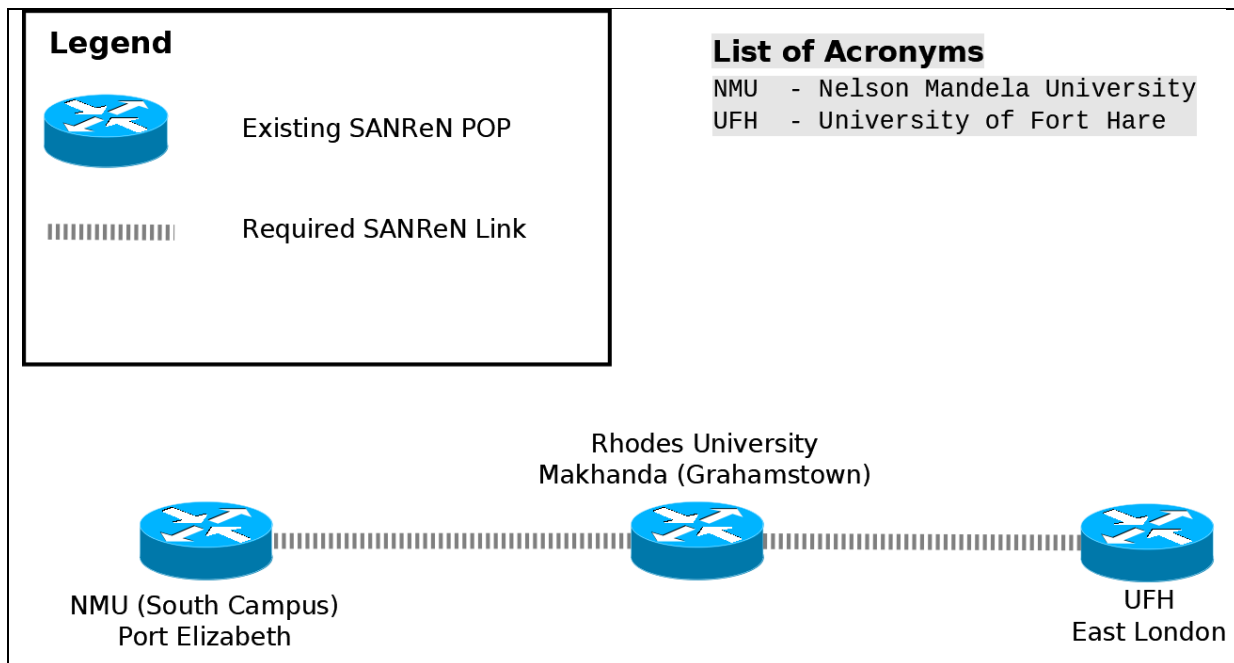 Legend
Existing SANReN POP
Required SANReN Link
List of Acronyms
NMU  - Nelson Mandela University
UFH  - University of Fort Hare
Rhodes University
Makhanda (Grahamstown)
NMU (South Campus)
Port Elizabeth
UFH
East London